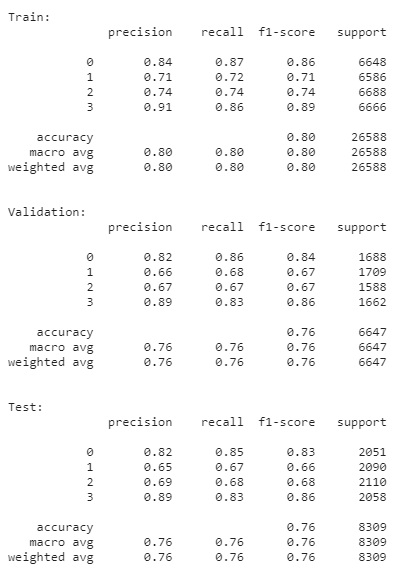 Train:
precision recall f1-score support
0 0.84 0.87 0.86 6648
1 0.71 0.72 0.71 6586
2 0.74 0.74 0.74 6688
3 0.91 0.86 0.89 6666
accuracy 0.80 26588
macro avg 0.80 0.80 0.80 26588
weighted avg 0.80 0.80 0.80 26588
Validation:
precision recall f1-score support
0 0.82 0.86 0.84 1688
1 0.66 0.68 0.67 1709
2 0.67 0.67 0.67 1588
3 0.89 0.83 0.86 1662
accuracy 0.76 6647
macro avg 0.76 0.76 0.76 6647
weighted avg 0.76 0.76 0.76 6647
Test:
precision recall f1-score support
0 0.82 0.85 0.83 2051
1 0.65 0.67 0.66 2090
2 0.69 0.68 0.68 2110
3 0.89 0.83 0.86 2058
accuracy 0.76 8309
macro avg 0.76 0.76 0.76 8309
weighted avg 0.76 0.76 0.76 8309